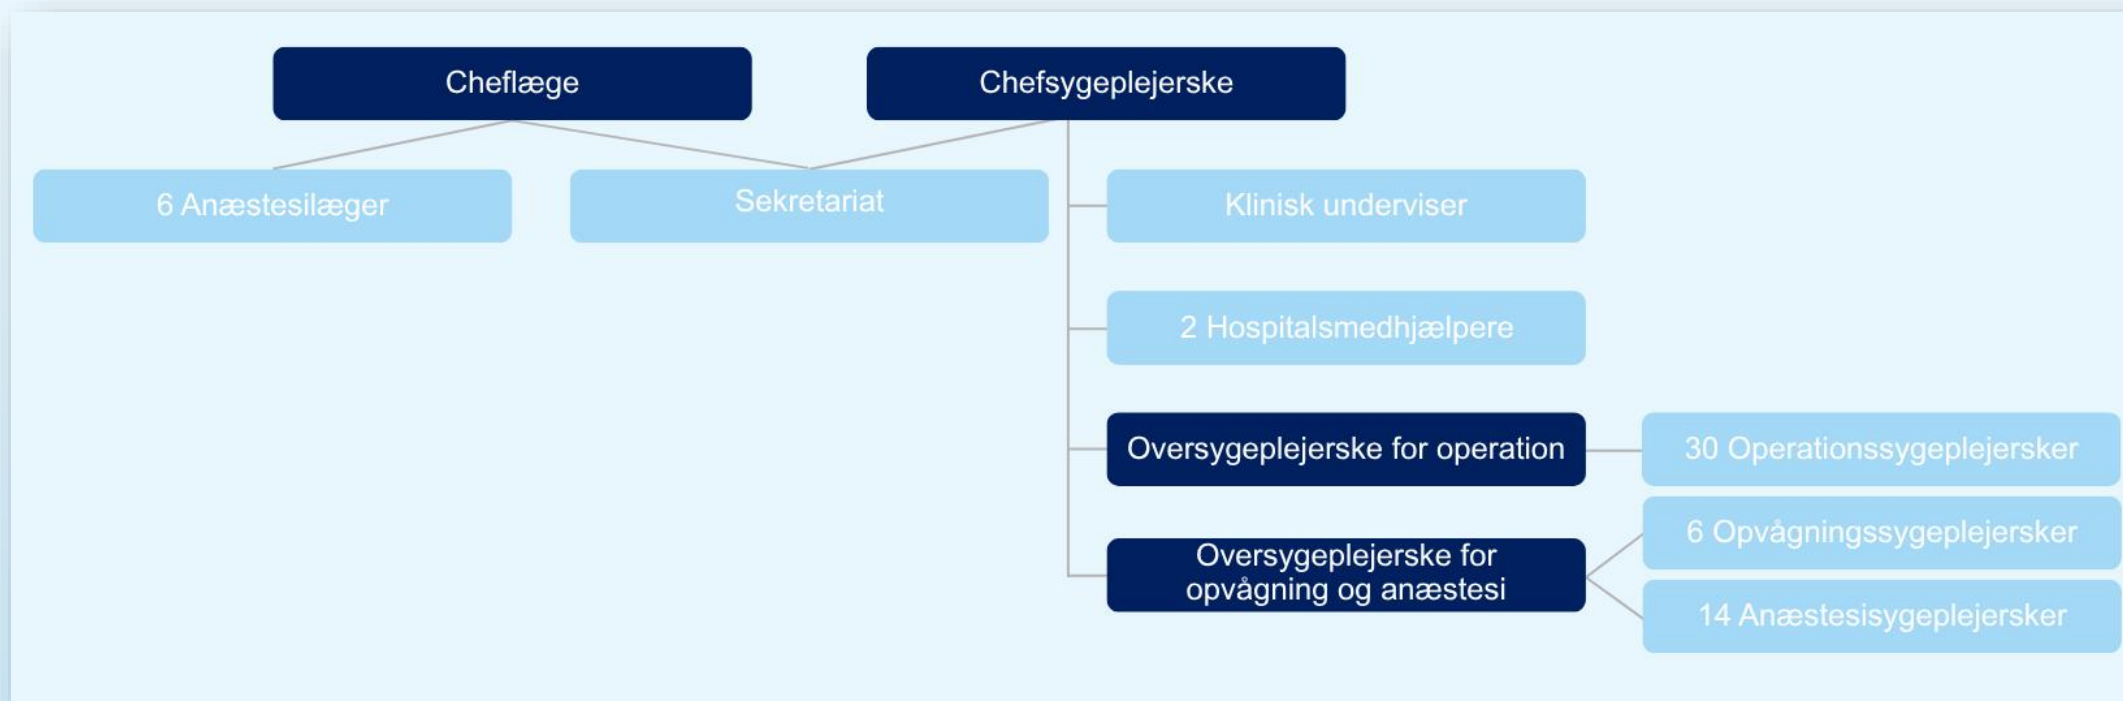 Cheflæge
Chefsygeplejerske
6 Anæstesilæger
Sekretariat
Klinisk underviser
2 Hospitalsmedhjælpere
Oversygeplejerske for operation
30 Operationssygeplejersker
Oversygeplejerske for
opvågning og anæstesi
6 Opvågningssygeplejersker
14 Anæstesisygeplejersker